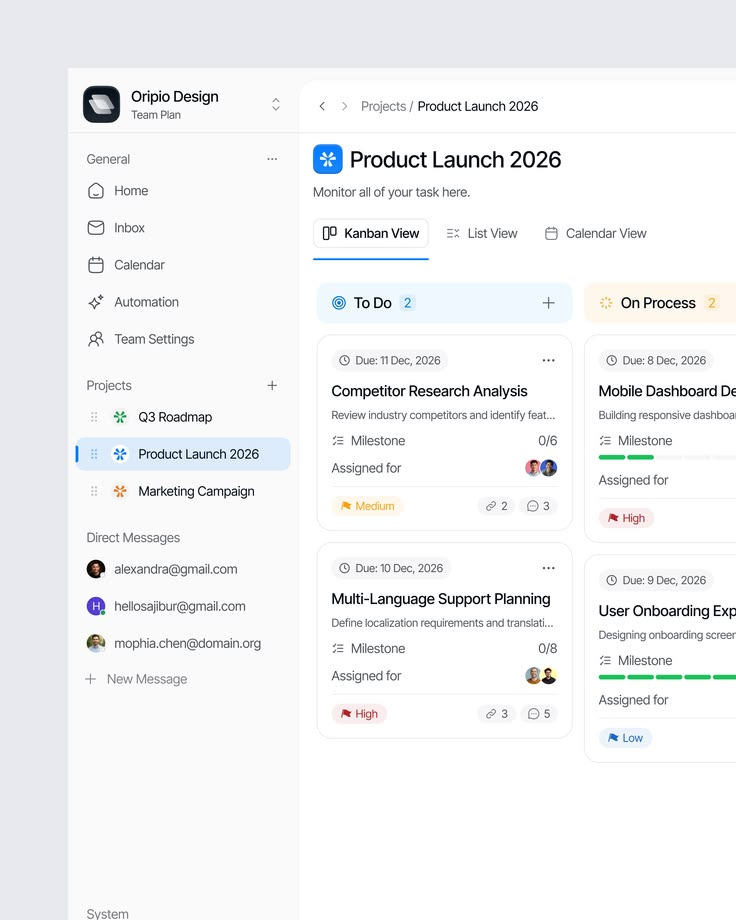 Oripio Design
Team Plan
General
Home
Inbox
Calendar
Automation
Team Settings
Projects
Q3 Roadmap
Product Launch 2026
Marketing Campaign
Direct Messages
alexandra@gmail.com
H hellosajibur@gmail.com
mophia.chen@domain.org
New Message
System
Projects / Product Launch 2026
Product Launch 2026
Monitor all of your task here.
Kanban View List View Calendar View
To Do 2
Due: 11 Dec, 2026
Competitor Research Analysis
Review industry competitors and identify feat...
Milestone 0/6
Assigned for
Medium 2 3
Due: 10 Dec, 2026
Multi-Language Support Planning
Define localization requirements and translati...
Milestone 0/8
Assigned for
High 3 5
On Process 2
Due: 8 Dec, 2026
Mobile Dashboard De
Building responsive dashboa
Milestone
Assigned for
High
Due: 9 Dec, 2026
User Onboarding Exp
Designing onboarding screen
Milestone
Assigned for
Low